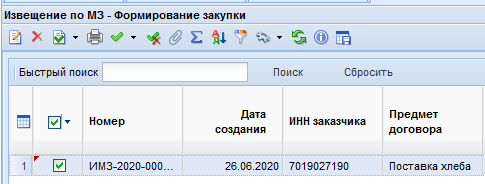 Извещение по МЗ - Формирование закупки
Быстрый поиск Поиск Сбросить
Номер Дата создания ИНН заказчика Предмет договора
1 ИМЗ-2020-000... 26.06.2020 7019027190 Поставка хлеба